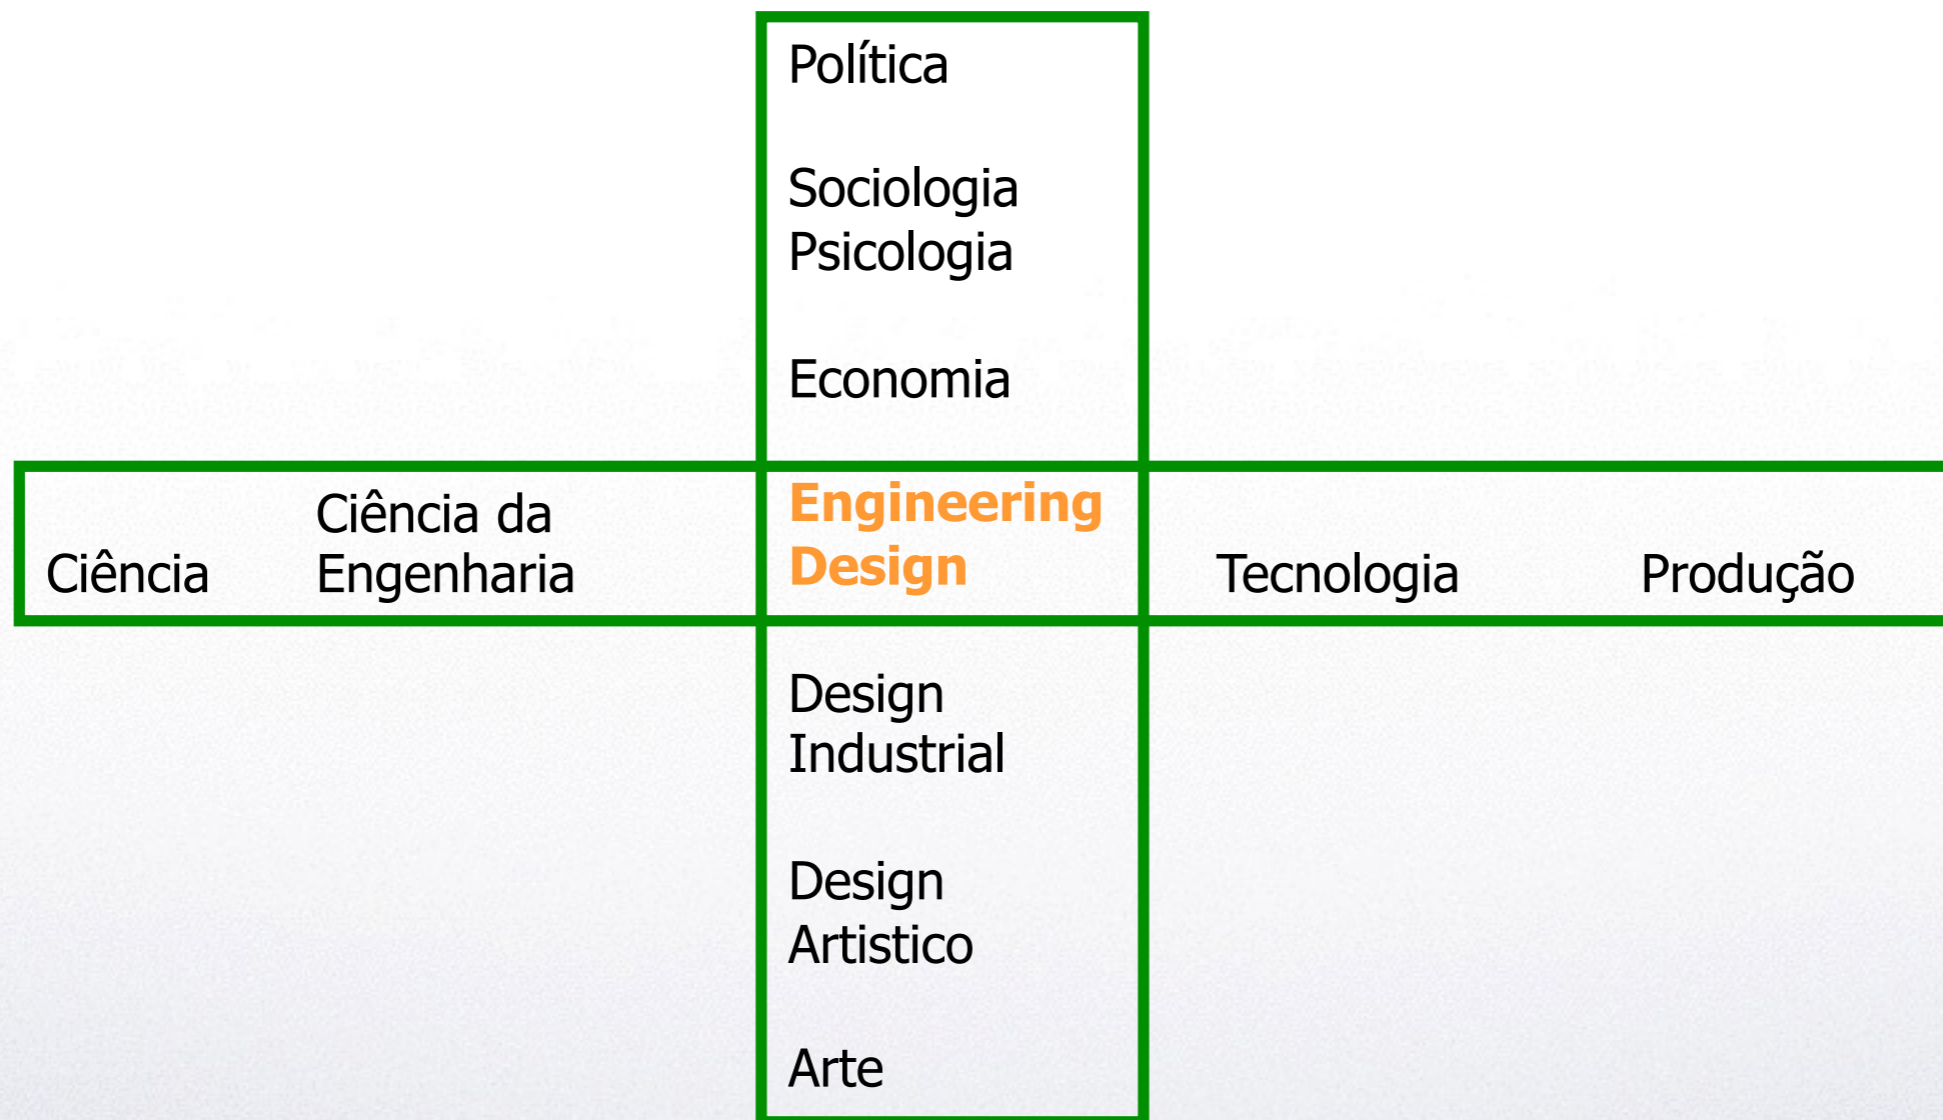 Política
Sociologia
Psicologia
Economia
Ciência
Ciência da
Engenharia
Engineering
Design
Tecnologia
Produção
Design
Industrial
Design
Artistico
Arte